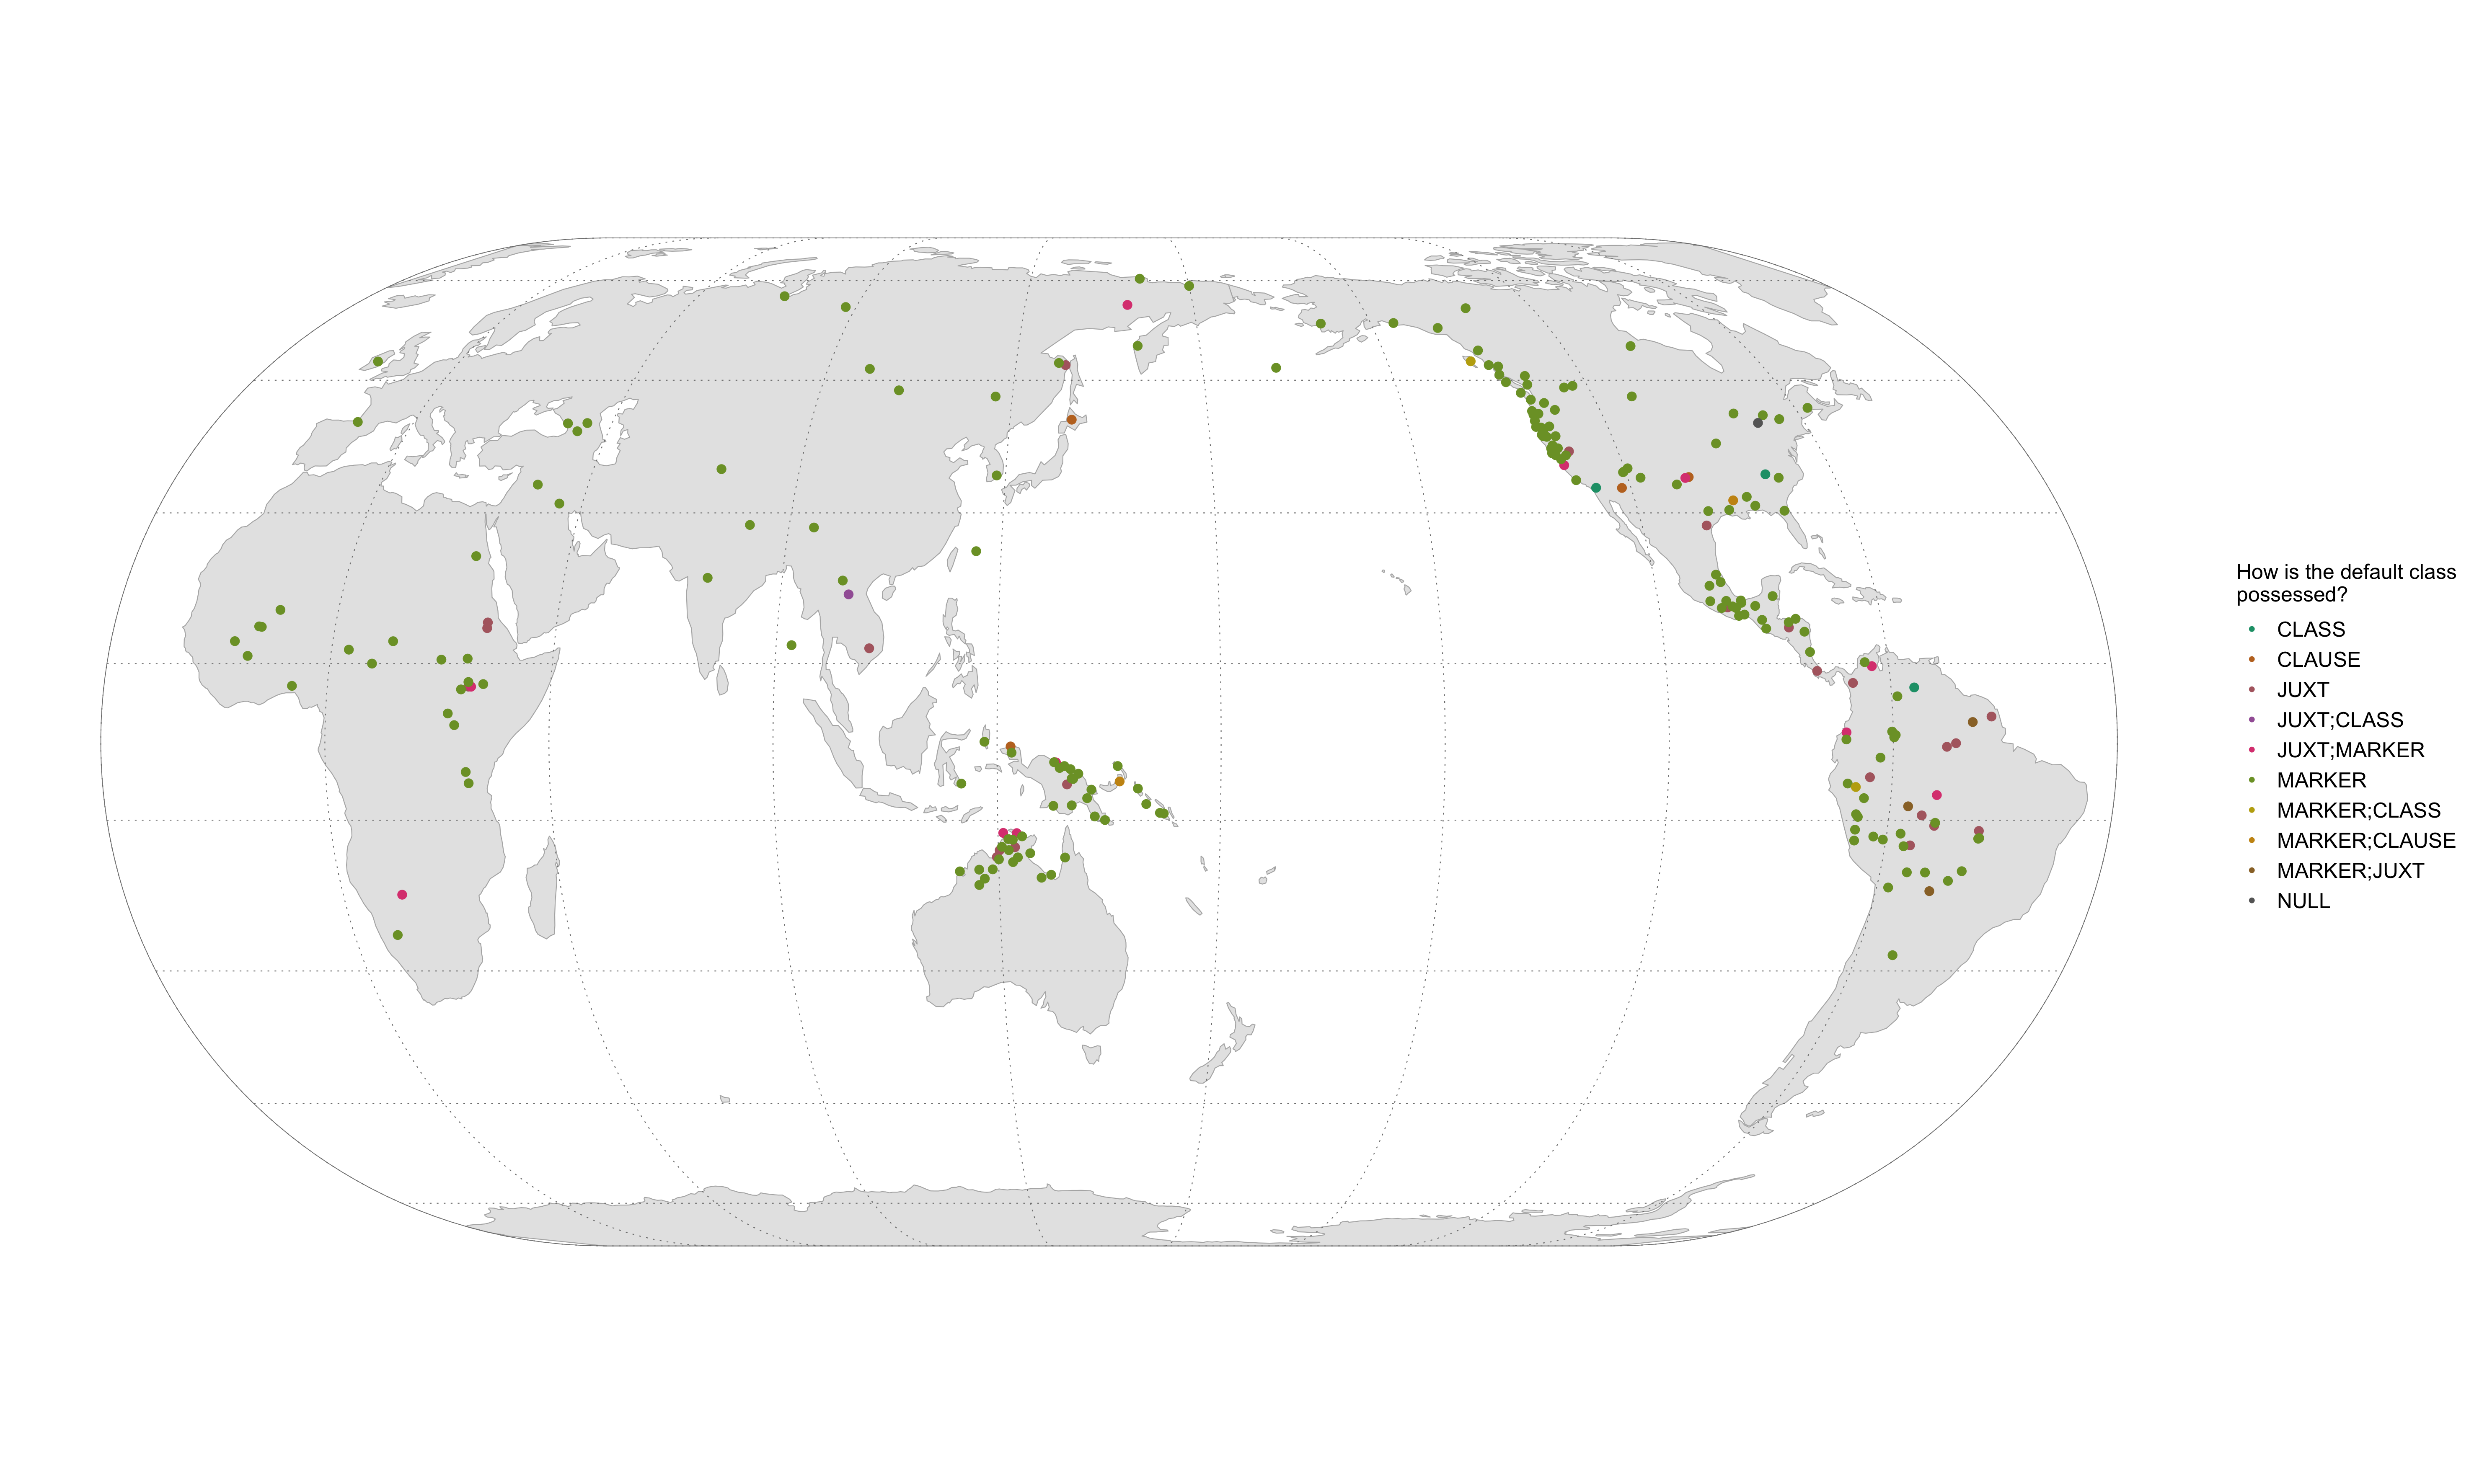 How is the default class
possessed?
CLASS
CLAUSE
JUXT
JUXT;CLASS
JUXT;MARKER
MARKER
MARKER;CLASS
MARKER;CLAUSE
MARKER;JUXT
NULL